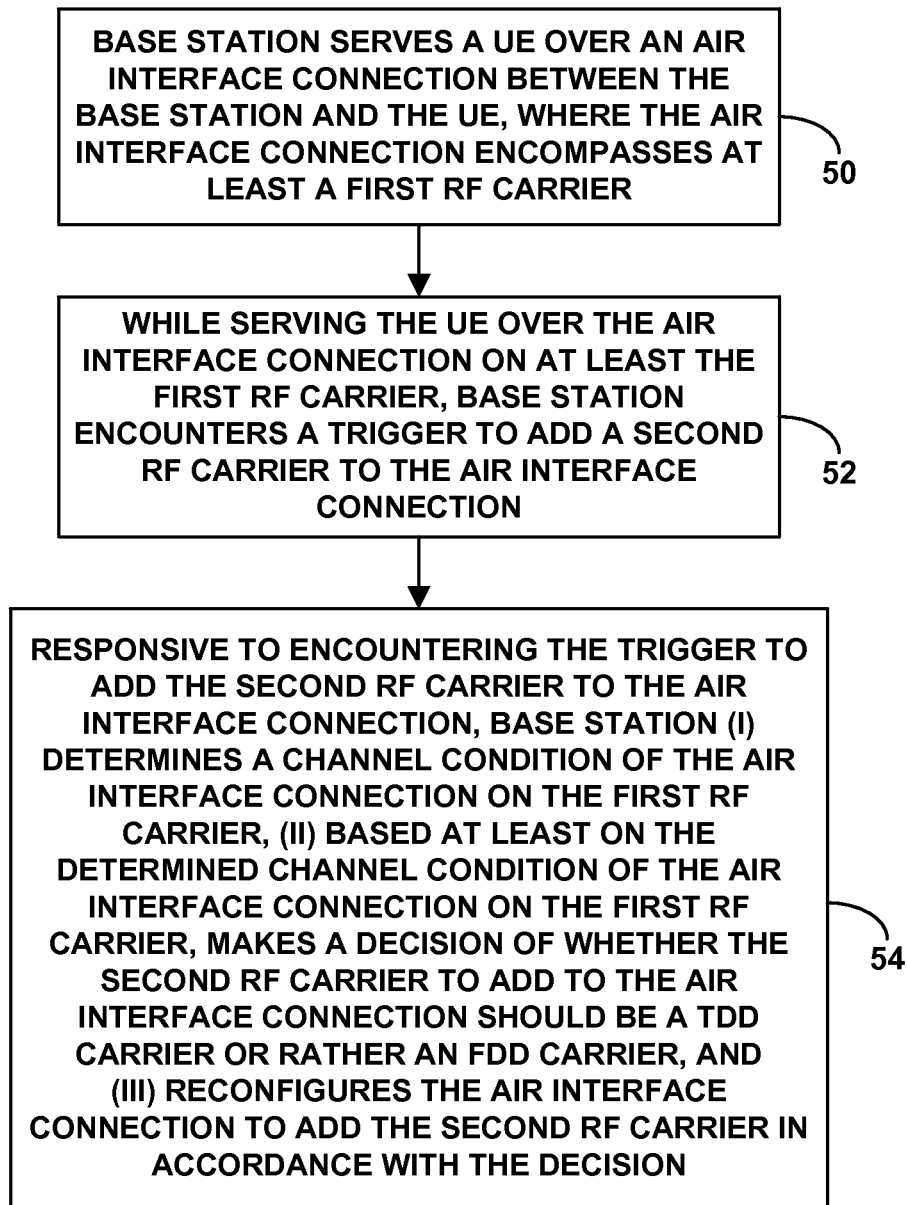 BASE STATION SERVES A UE OVER AN AIR
INTERFACE CONNECTION BETWEEN THE
BASE STATION AND THE UE, WHERE THE AIR
INTERFACE CONNECTION ENCOMPASSES AT
LEAST A FIRST RF CARRIER
50
WHILE SERVING THE UE OVER THE AIR
INTERFACE CONNECTION ON AT LEAST THE
FIRST RF CARRIER, BASE STATION
ENCOUNTERS A TRIGGER TO ADD A SECOND
RF CARRIER TO THE AIR INTERFACE
CONNECTION
52
RESPONSIVE TO ENCOUNTERING THE TRIGGER TO
ADD THE SECOND RF CARRIER TO THE AIR
INTERFACE CONNECTION, BASE STATION (I)
DETERMINES A CHANNEL CONDITION OF THE AIR
INTERFACE CONNECTION ON THE FIRST RF
CARRIER, (II) BASED AT LEAST ON THE
DETERMINED CHANNEL CONDITION OF THE AIR
INTERFACE CONNECTION ON THE FIRST RF
CARRIER, MAKES A DECISION OF WHETHER THE
SECOND RF CARRIER TO ADD TO THE AIR
INTERFACE CONNECTION SHOULD BE A TDD
CARRIER OR RATHER AN FDD CARRIER, AND
(III) RECONFIGURES THE AIR INTERFACE
CONNECTION TO ADD THE SECOND RF CARRIER IN
ACCORDANCE WITH THE DECISION
54